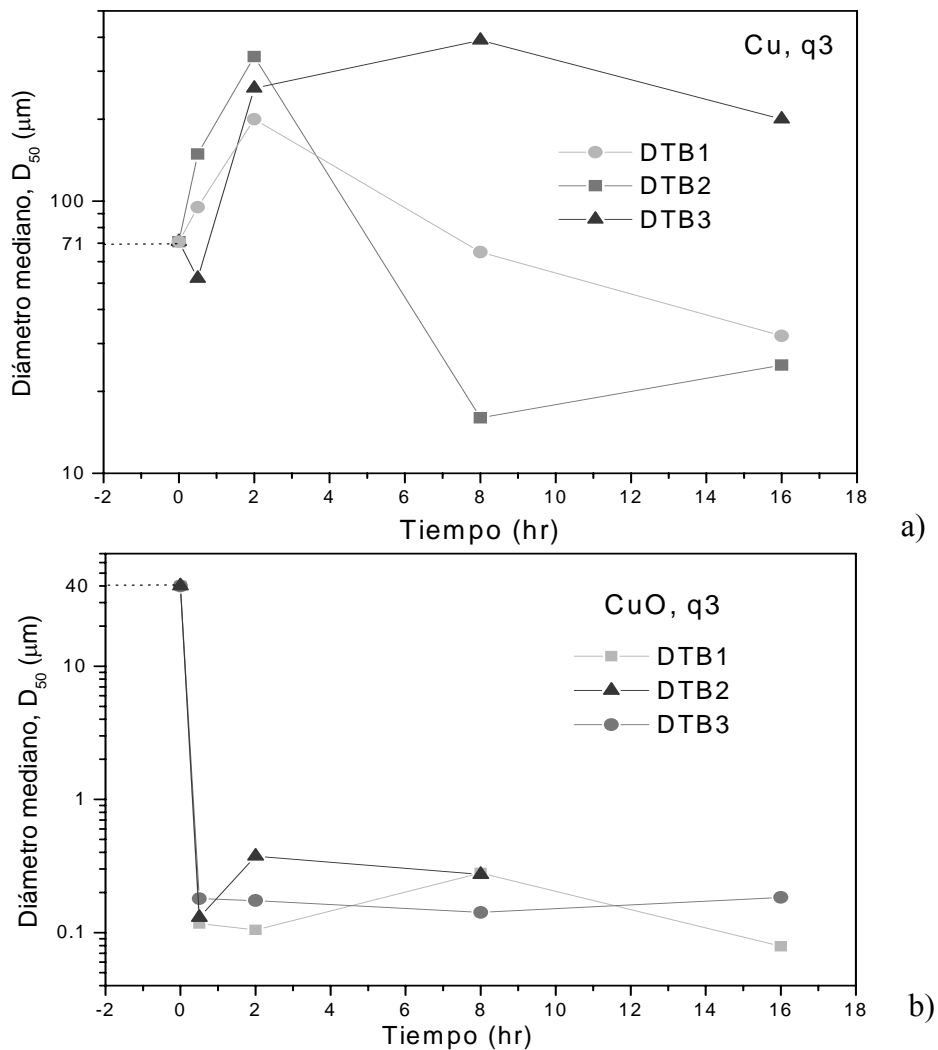 Cu, q3
DTB1
DTB2
DTB3
Diámetro mediano, D50 (μm)
100
71
10
-2 0 2 4 6 8 10 12 14 16 18
Tiempo (hr)
a)
CuO, q3
DTB1
DTB2
DTB3
Diámetro mediano, D50 (μm)
40
10
1
0.1
-2 0 2 4 6 8 10 12 14 16 18
Tiempo (hr)
b)